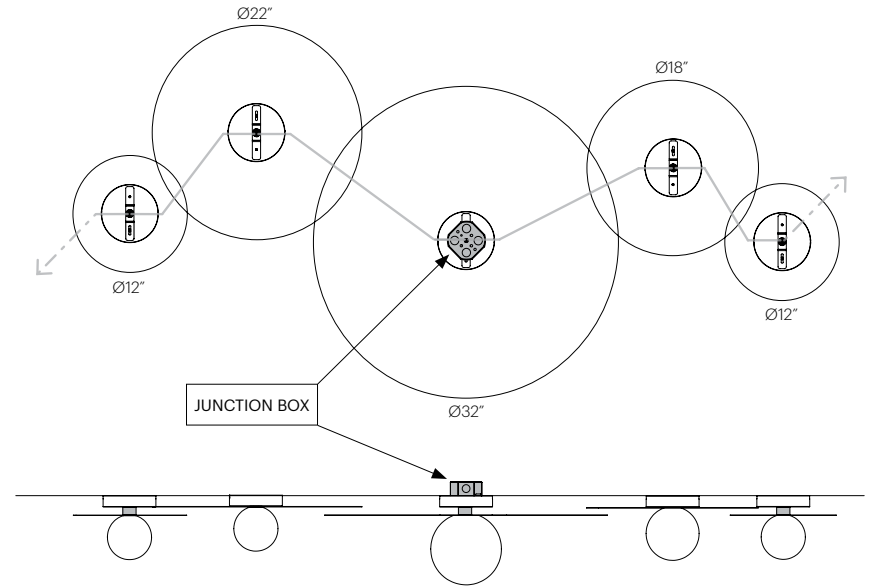 Ø22”
Ø18”
Ø12”
Ø12”
JUNCTION BOX
Ø32”